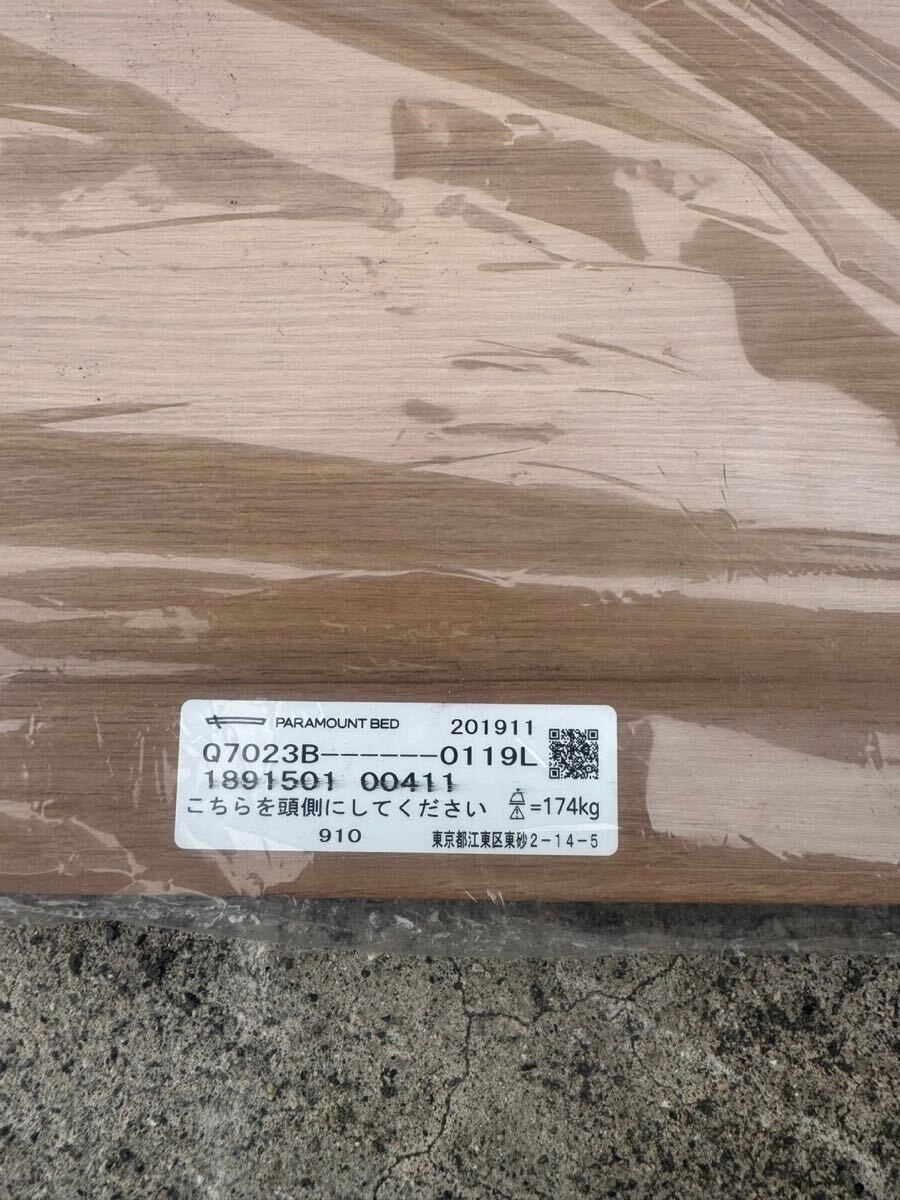 PARAMOUNT BED 201911
Q7023B------0119L
1891501 00411
こちらを頭側にしてください =174kg
910 東京都江東区東砂2-14-5